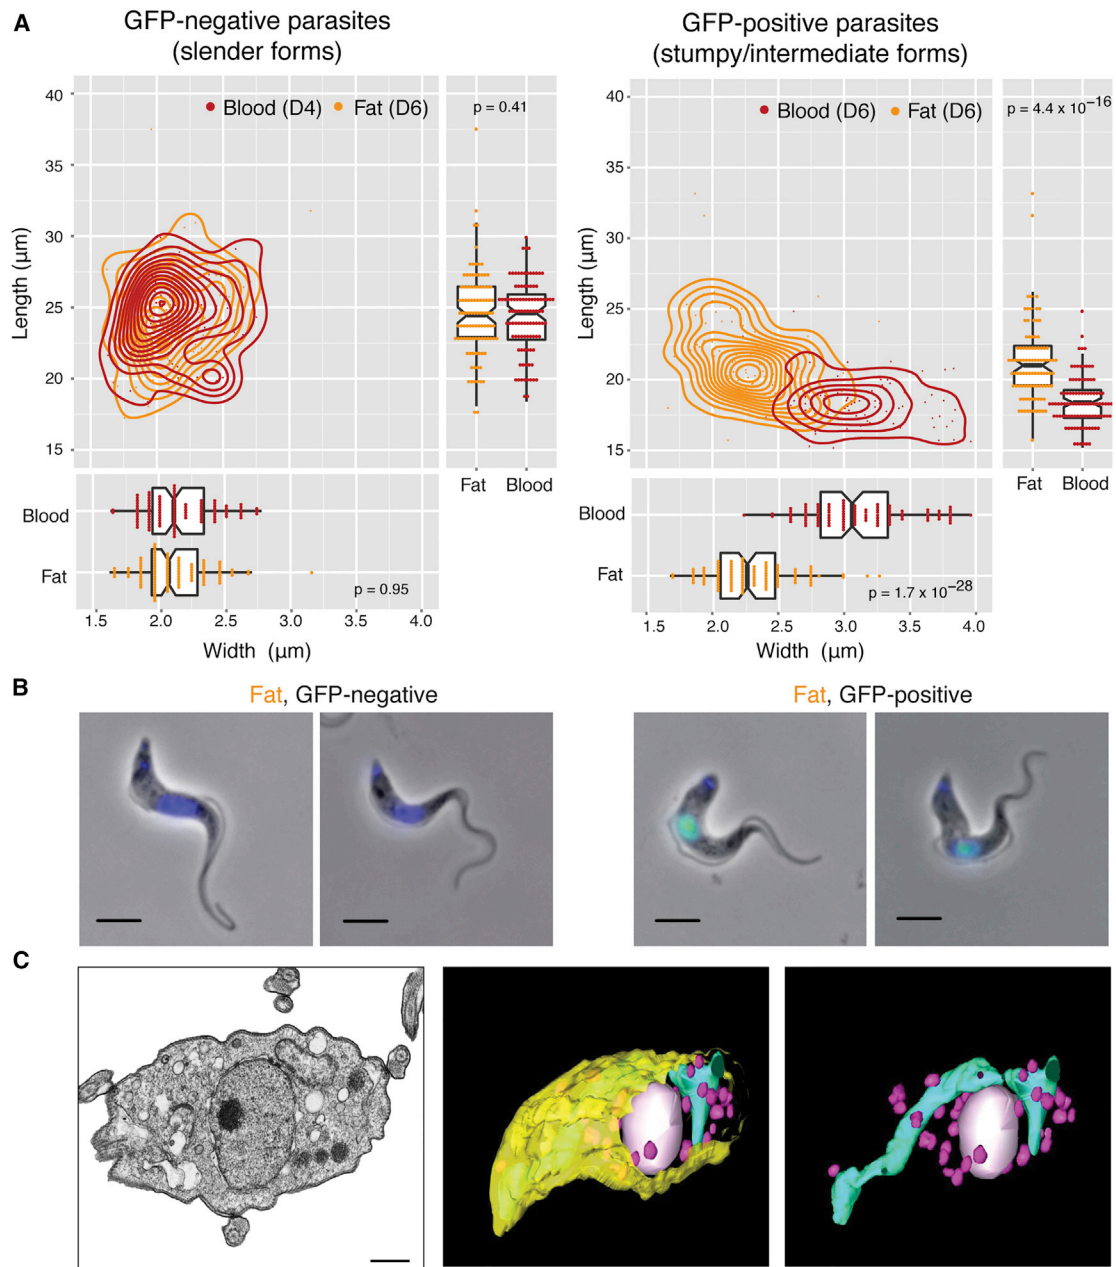 A
GFP-negative parasites
(slender forms)
GFP-positive parasites
(stumpy/intermediate forms)
40
35
30
25
20
15
Length (µm)
Blood (D4)
Fat (D6)
p = 0.41
Fat
Blood
Blood
Fat
p = 0.95
1.5
2.0
2.5
3.0
3.5
4.0
Width (µm)
40
35
30
25
20
15
Length (µm)
Blood (D6)
Fat (D6)
p = 4.4 x 10−16
Fat
Blood
Blood
Fat
p = 1.7 x 10−28
1.5
2.0
2.5
3.0
3.5
4.0
Width (µm)
B
Fat, GFP-negative
Fat, GFP-positive
C